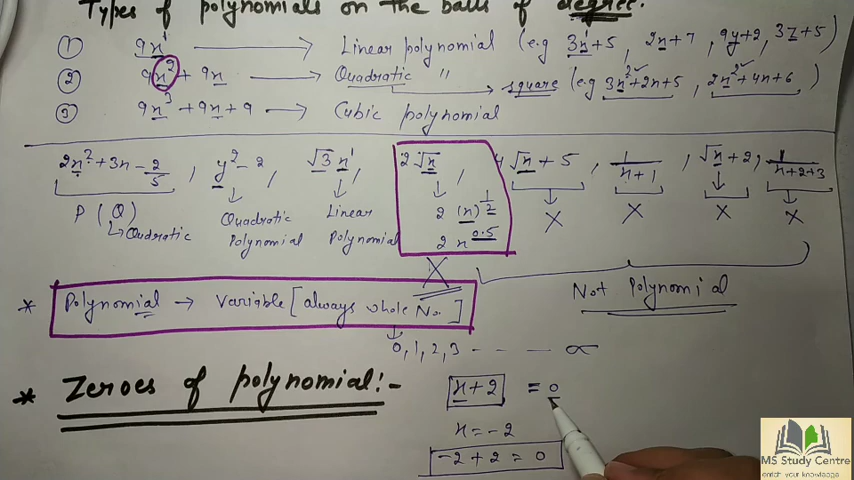 Types of polynomials on the balls of degree.
① 9x¹ → Linear polynomial (e.g 3x¹+5, 2x+7, 9y+2, 3z+5)
② 9x² + 9x → Quadratic " → square (e.g 3x²+2x+5, 2x²+4x+6)
③ 9x³ + 9x + 9 → Cubic polynomial
2x² + 3x - 2/5, y² - 2, √3 x¹, 2√x, 4√x + 5, 1/x+1, √x + 2, 1/x+2+3
P (Q) ↳ Quadratic
Quadratic Polynomial
Linear Polynomial
2 (x)^1/2
2 x^0.5
X X X X X
Not Polynomial
* Polynomial → Variable [always whole No.]
0, 1, 2, 3 - - - - - - ∝
* Zeroes of polynomial:-
x + 2 = 0
x = -2
-2 + 2 = 0
MS Study Centre
enrich your knowledge